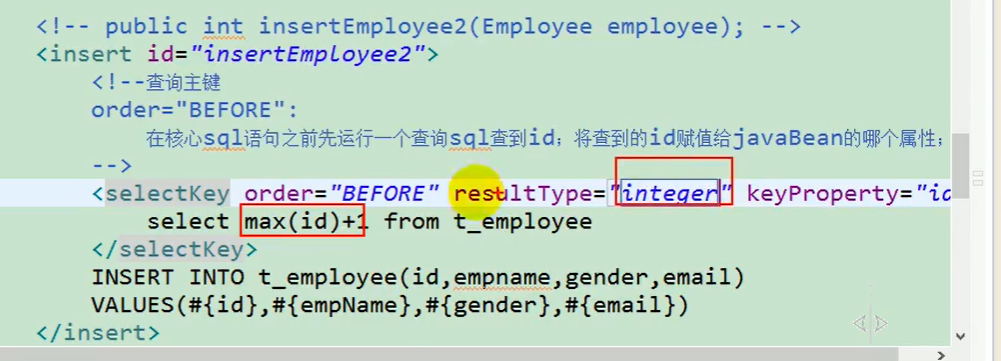 <!-- public int insertEmployee2(Employee employee); -->
<insert id="insertEmployee2">
<!--查询主键
order="BEFORE":
在核心sql语句之前先运行一个查询sql查到id；将查到的id赋值给javaBean的哪个属性；
-->
<selectKey order="BEFORE" resultType="integer" keyProperty="id
select max(id)+1 from t_employee
</selectKey>
INSERT INTO t_employee(id,empname,gender,email)
VALUES(#{id},#{empName},#{gender},#{email})
</insert>